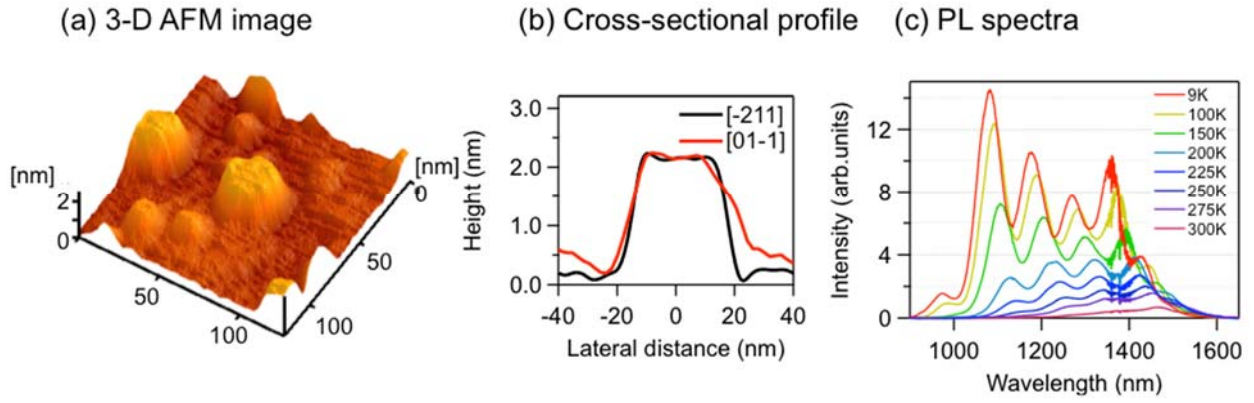 (a) 3-D AFM image
(b) Cross-sectional profile
(c) PL spectra
[nm]
2
0
50
100
[nm]
0
50
100
Height (nm)
3.0
2.0
1.0
0.0
[-211]
[01-1]
-40
-20
0
20
40
Lateral distance (nm)
Intensity (arb.units)
12
8
4
0
9K
100K
150K
200K
225K
250K
275K
300K
1000
1200
1400
1600
Wavelength (nm)